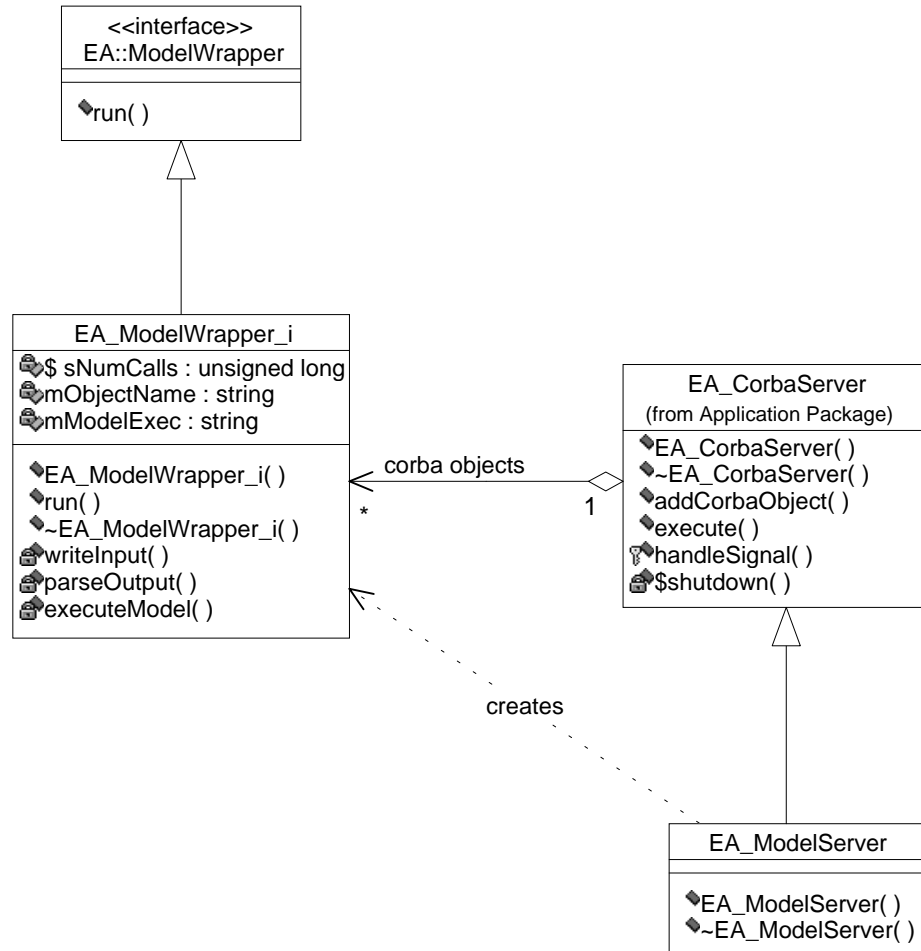 <<interface>>
EA::ModelWrapper
run( )
EA_ModelWrapper_i
$ sNumCalls : unsigned long
mObjectName : string
mModelExec : string
EA_ModelWrapper_i( )
run( )
~EA_ModelWrapper_i( )
writeInput( )
parseOutput( )
executeModel( )
corba objects
*
1
EA_CorbaServer
(from Application Package)
EA_CorbaServer( )
~EA_CorbaServer( )
addCorbaObject( )
execute( )
handleSignal( )
$shutdown( )
creates
EA_ModelServer
EA_ModelServer( )
~EA_ModelServer( )